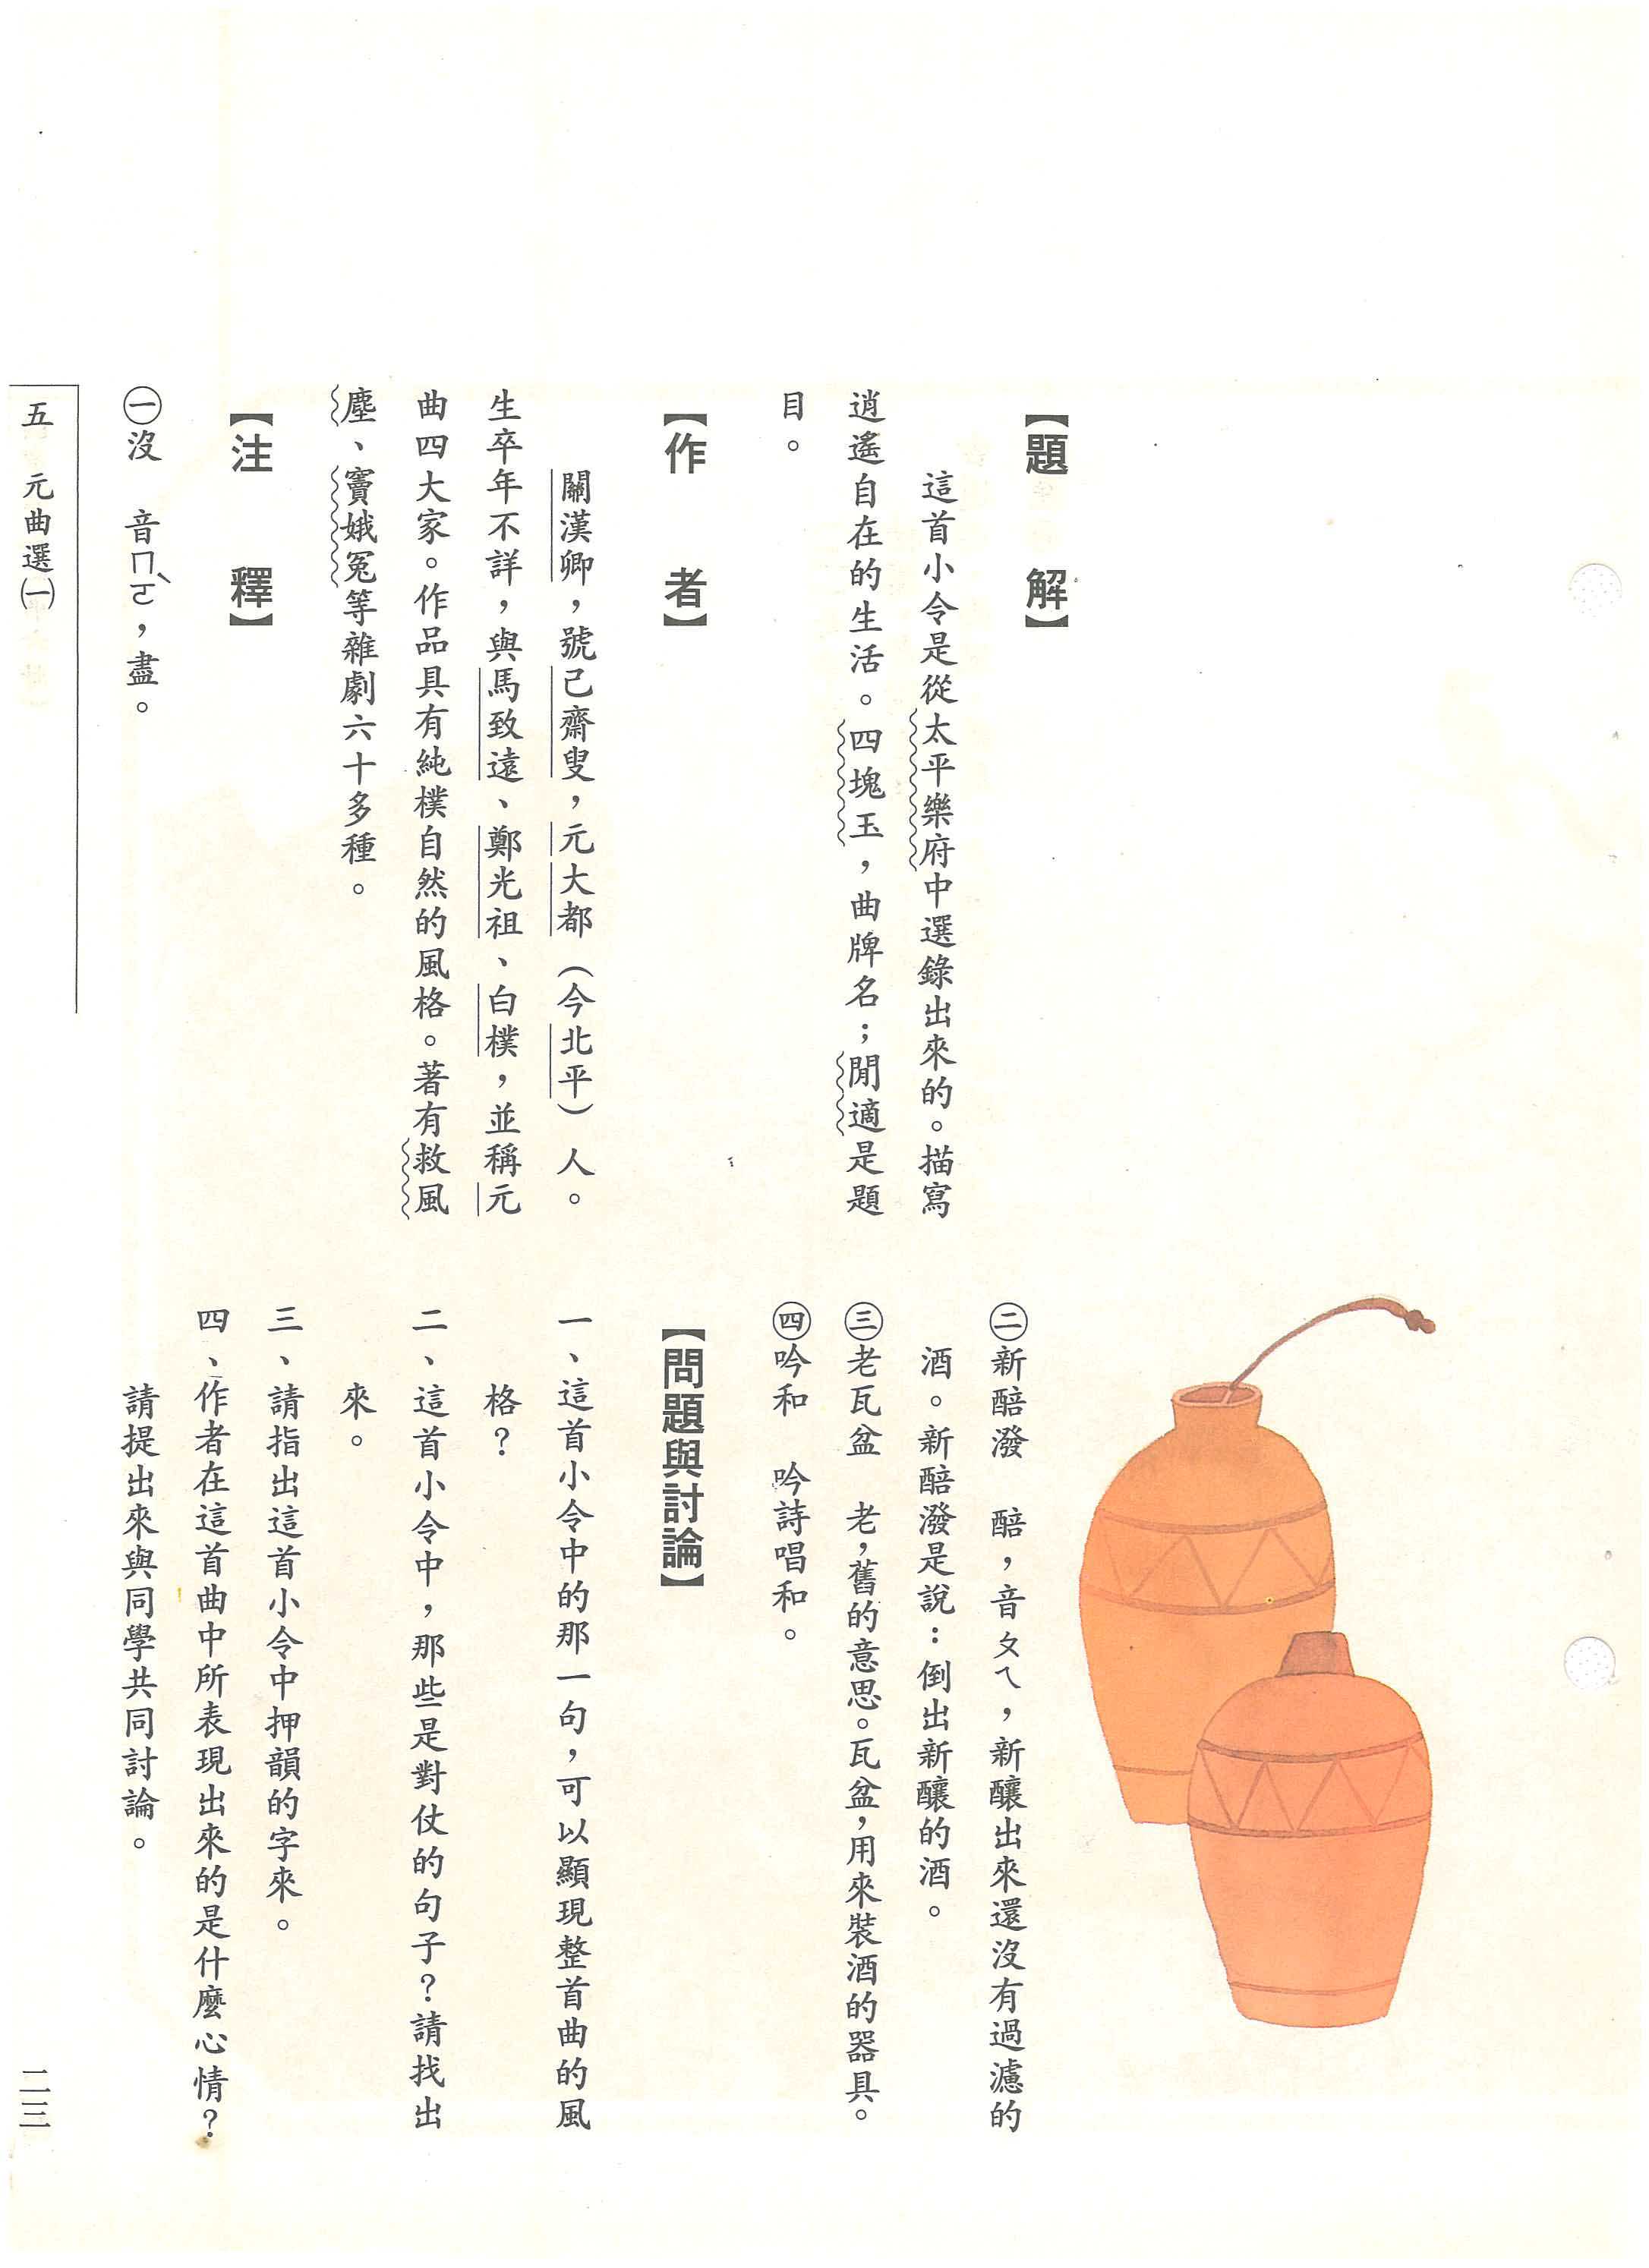 【題解】
這首小令是從太平樂府中選錄出來的。描寫
逍遙自在的生活。四塊玉，曲牌名；閒適是題
目。
【作者】
關漢卿，號己齋叟，元大都（今北平）人。
生卒年不詳，與馬致遠、鄭光祖、白樸，並稱元
曲四大家。作品具有純樸自然的風格。著有救風
塵、竇娥冤等雜劇六十多種。
【注釋】
㊀沒　音ㄇㄛˋ，盡。
㊁新醅潑　醅，音ㄆㄟ，新釀出來還沒有過濾的
酒。新醅潑是說：倒出新釀的酒。
㊂老瓦盆　老，舊的意思。瓦盆，用來裝酒的器具。
㊃吟和　吟詩唱和。
【問題與討論】
一、這首小令中的那一句，可以顯現整首曲的風
格？
二、這首小令中，那些是對仗的句子？請找出
來。
三、請指出這首小令中押韻的字來。
四、作者在這首曲中所表現出來的是什麼心情？
請提出來與同學共同討論。
五　元曲選㈠
二三